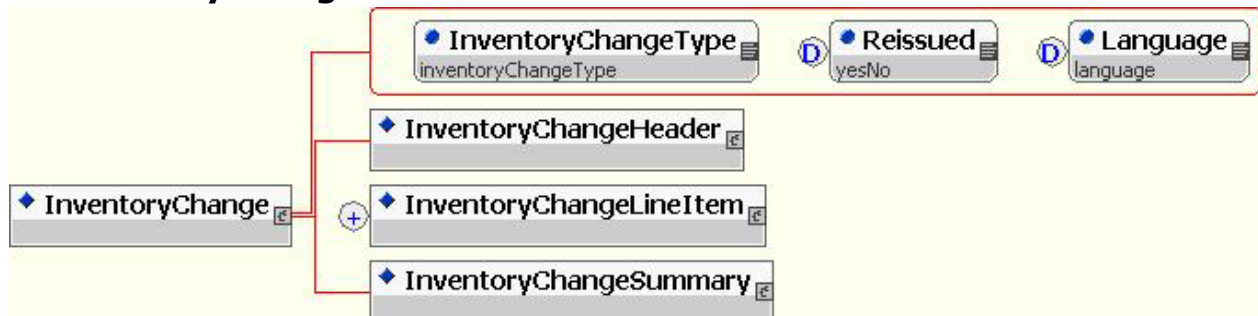 InventoryChangeType
inventoryChangeType
D
Reissued
yesNo
D
Language
language
InventoryChangeHeader
InventoryChange
+
InventoryChangeLineItem
InventoryChangeSummary